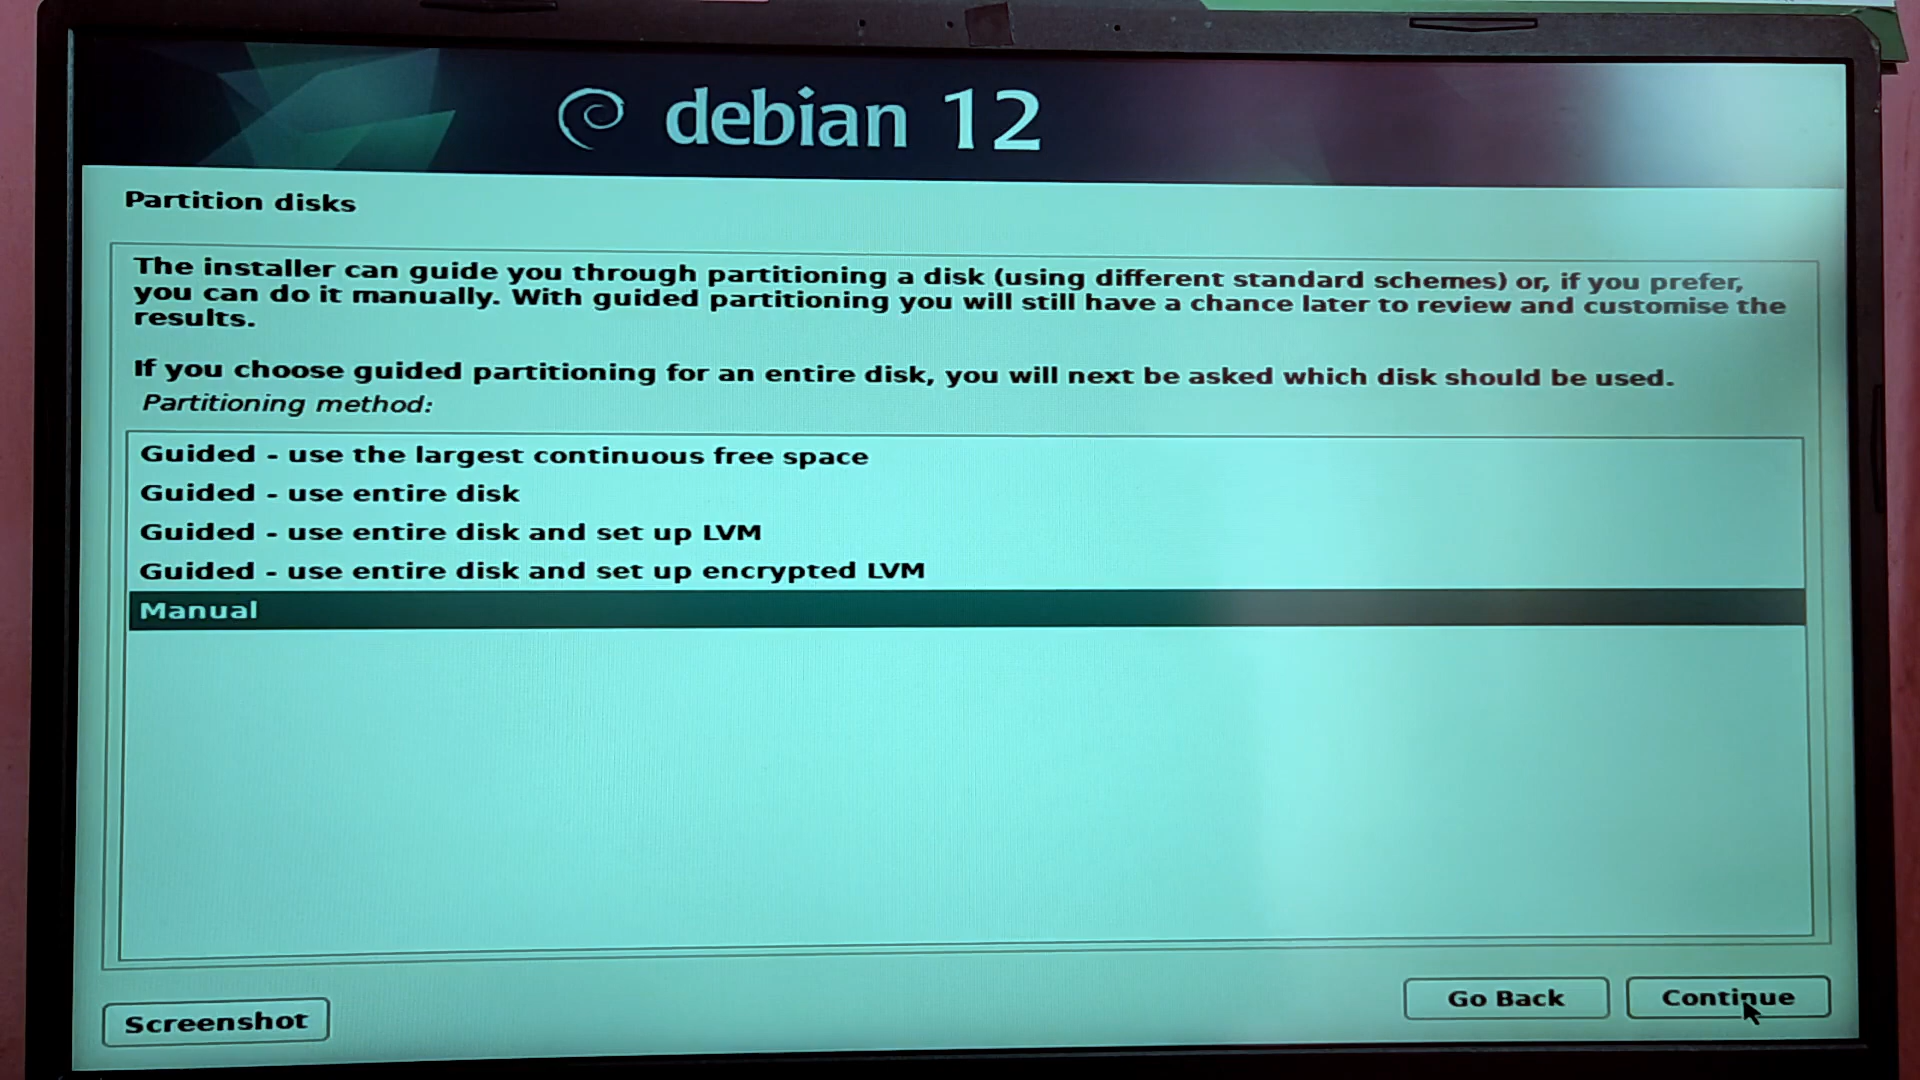 debian 12
Partition disks
The installer can guide you through partitioning a disk (using different standard schemes) or, if you prefer,
you can do it manually. With guided partitioning you will still have a chance later to review and customise the
results.
If you choose guided partitioning for an entire disk, you will next be asked which disk should be used.
Partitioning method:
Guided - use the largest continuous free space
Guided - use entire disk
Guided - use entire disk and set up LVM
Guided - use entire disk and set up encrypted LVM
Manual
Screenshot
Go Back
Continue